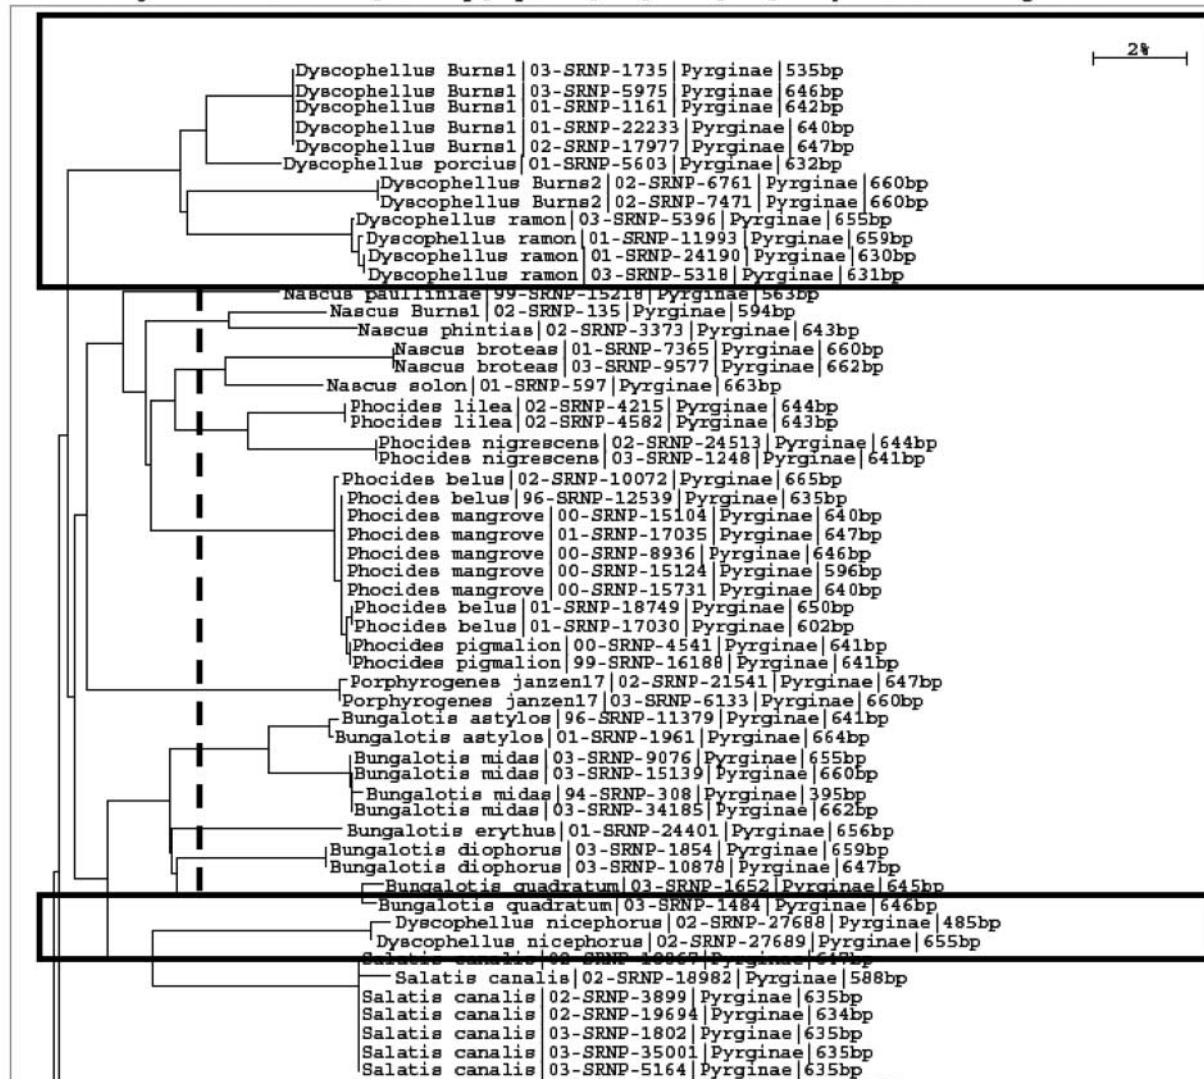 2%
Dyscophellus Burns1|03-SRNP-1735|Pyrginae|535bp
Dyscophellus Burns1|03-SRNP-5975|Pyrginae|646bp
Dyscophellus Burns1|01-SRNP-1161|Pyrginae|642bp
Dyscophellus Burns1|01-SRNP-22233|Pyrginae|640bp
Dyscophellus Burns1|02-SRNP-17977|Pyrginae|647bp
Dyscophellus porcius|01-SRNP-5603|Pyrginae|632bp
Dyscophellus Burns2|02-SRNP-6761|Pyrginae|660bp
Dyscophellus Burns2|02-SRNP-7471|Pyrginae|660bp
Dyscophellus ramon|03-SRNP-5396|Pyrginae|655bp
Dyscophellus ramon|01-SRNP-11993|Pyrginae|659bp
Dyscophellus ramon|01-SRNP-24190|Pyrginae|630bp
Dyscophellus ramon|03-SRNP-5318|Pyrginae|631bp
Nascus paulliniae|99-SRNP-15218|Pyrginae|563bp
Nascus Burns1|02-SRNP-135|Pyrginae|594bp
Nascus phintias|02-SRNP-3373|Pyrginae|643bp
Nascus broteas|01-SRNP-7365|Pyrginae|660bp
Nascus broteas|03-SRNP-9577|Pyrginae|662bp
Nascus solon|01-SRNP-597|Pyrginae|663bp
Phocides lilea|02-SRNP-4215|Pyrginae|644bp
Phocides lilea|02-SRNP-4582|Pyrginae|643bp
Phocides nigrescens|02-SRNP-24513|Pyrginae|644bp
Phocides nigrescens|03-SRNP-1248|Pyrginae|641bp
Phocides belus|02-SRNP-10072|Pyrginae|665bp
Phocides belus|96-SRNP-12539|Pyrginae|635bp
Phocides mangrove|00-SRNP-15104|Pyrginae|640bp
Phocides mangrove|01-SRNP-17035|Pyrginae|647bp
Phocides mangrove|00-SRNP-8936|Pyrginae|646bp
Phocides mangrove|00-SRNP-15124|Pyrginae|596bp
Phocides mangrove|00-SRNP-15731|Pyrginae|640bp
Phocides belus|01-SRNP-18749|Pyrginae|650bp
Phocides belus|01-SRNP-17030|Pyrginae|602bp
Phocides pigmalion|00-SRNP-4541|Pyrginae|641bp
Phocides pigmalion|99-SRNP-16188|Pyrginae|641bp
Porphyrogenes janzen17|02-SRNP-21541|Pyrginae|647bp
Porphyrogenes janzen17|03-SRNP-6133|Pyrginae|660bp
Bungalotis astylos|96-SRNP-11379|Pyrginae|641bp
Bungalotis astylos|01-SRNP-1961|Pyrginae|664bp
Bungalotis midas|03-SRNP-9076|Pyrginae|655bp
Bungalotis midas|03-SRNP-15139|Pyrginae|660bp
Bungalotis midas|94-SRNP-308|Pyrginae|395bp
Bungalotis midas|03-SRNP-34185|Pyrginae|662bp
Bungalotis erythus|01-SRNP-24401|Pyrginae|656bp
Bungalotis diophorus|03-SRNP-1854|Pyrginae|659bp
Bungalotis diophorus|03-SRNP-10878|Pyrginae|647bp
Bungalotis quadratum|03-SRNP-1652|Pyrginae|645bp
Bungalotis quadratum|03-SRNP-1484|Pyrginae|646bp
Dyscophellus nicephorus|02-SRNP-27688|Pyrginae|485bp
Dyscophellus nicephorus|02-SRNP-27689|Pyrginae|655bp
Salatis canalis
Salatis canalis|02-SRNP-18982|Pyrginae|588bp
Salatis canalis|02-SRNP-3899|Pyrginae|635bp
Salatis canalis|02-SRNP-19694|Pyrginae|634bp
Salatis canalis|03-SRNP-1802|Pyrginae|635bp
Salatis canalis|03-SRNP-35001|Pyrginae|635bp
Salatis canalis|03-SRNP-5164|Pyrginae|635bp